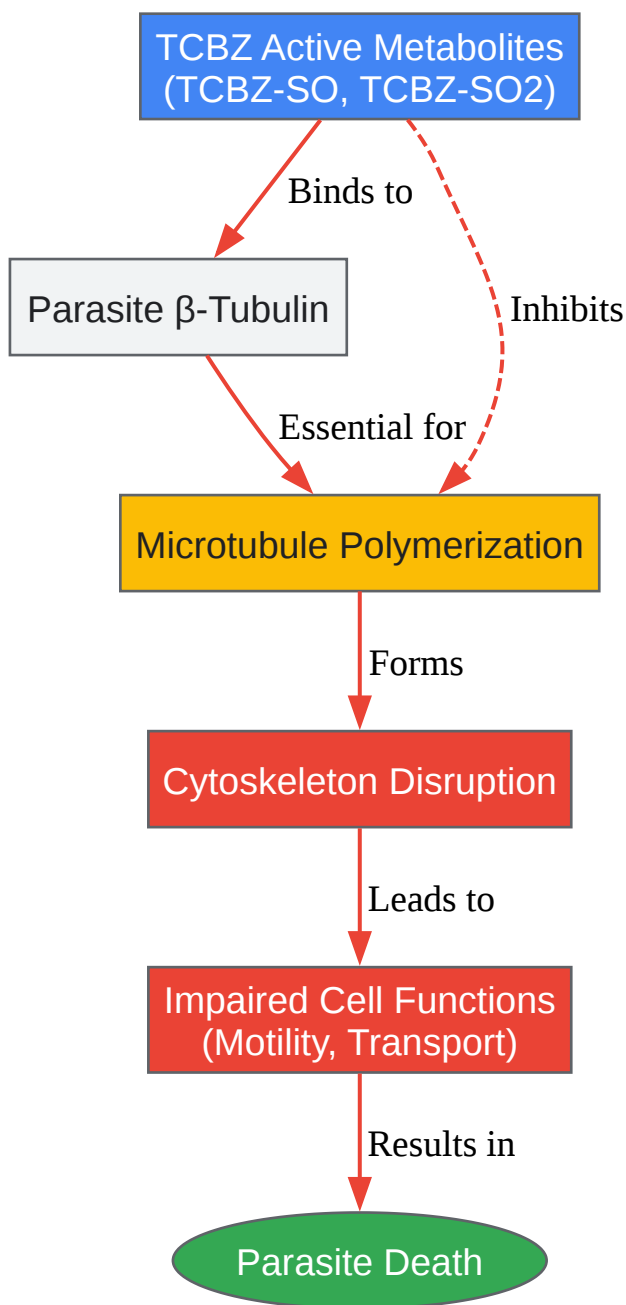 TCBZ Active Metabolites
(TCBZ-SO, TCBZ-SO2)
Binds to
Parasite β-Tubulin
Inhibits
Essential for
Microtubule Polymerization
Forms
Cytoskeleton Disruption
Leads to
Impaired Cell Functions
(Motility, Transport)
Results in
Parasite Death